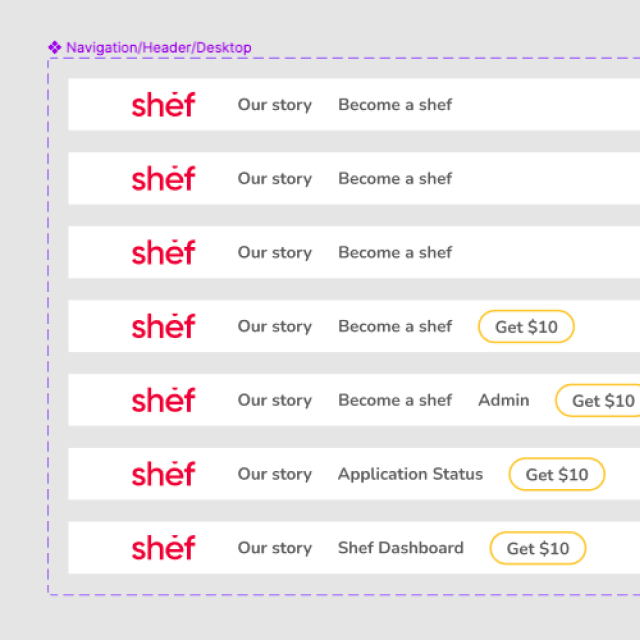 Navigation/Header/Desktop
shef Our story Become a shef
shef Our story Become a shef
shef Our story Become a shef
shef Our story Become a shef Get $10
shef Our story Become a shef Admin Get $10
shef Our story Application Status Get $10
shef Our story Shef Dashboard Get $10